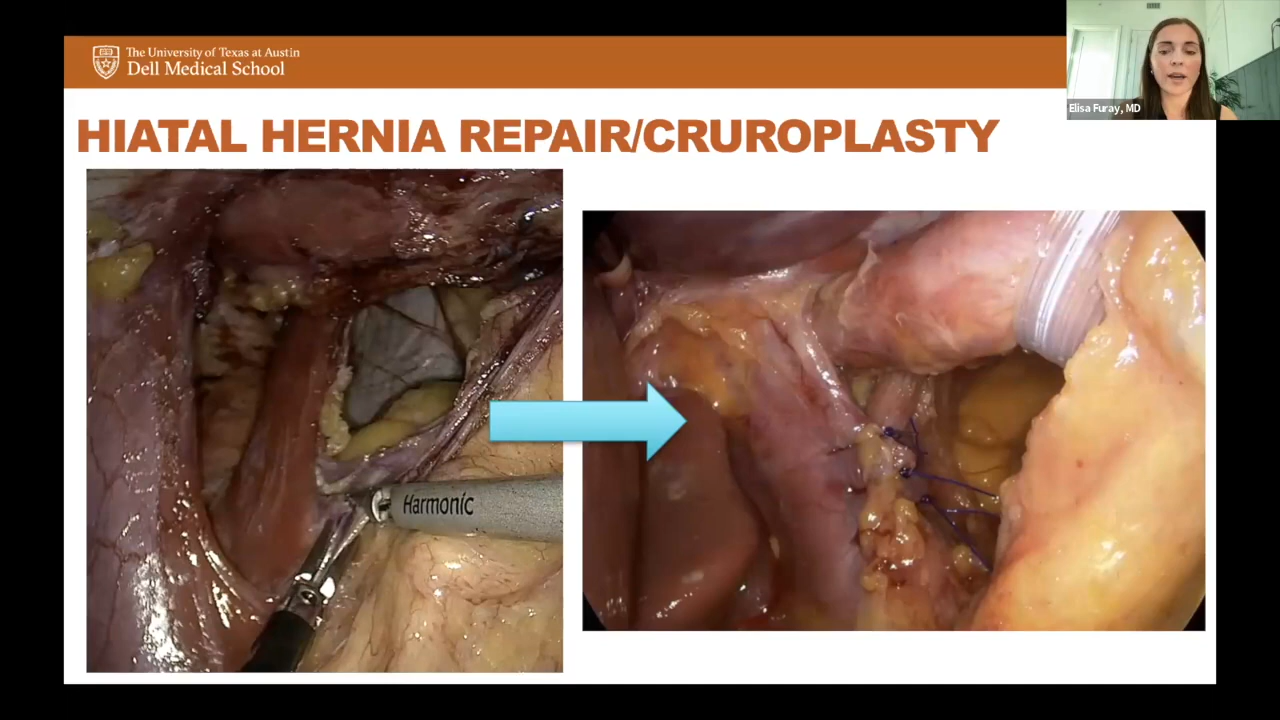 The University of Texas at Austin
Dell Medical School
Elisa Furay, MD
HIATAL HERNIA REPAIR/CRUROPLASTY
Harmonic